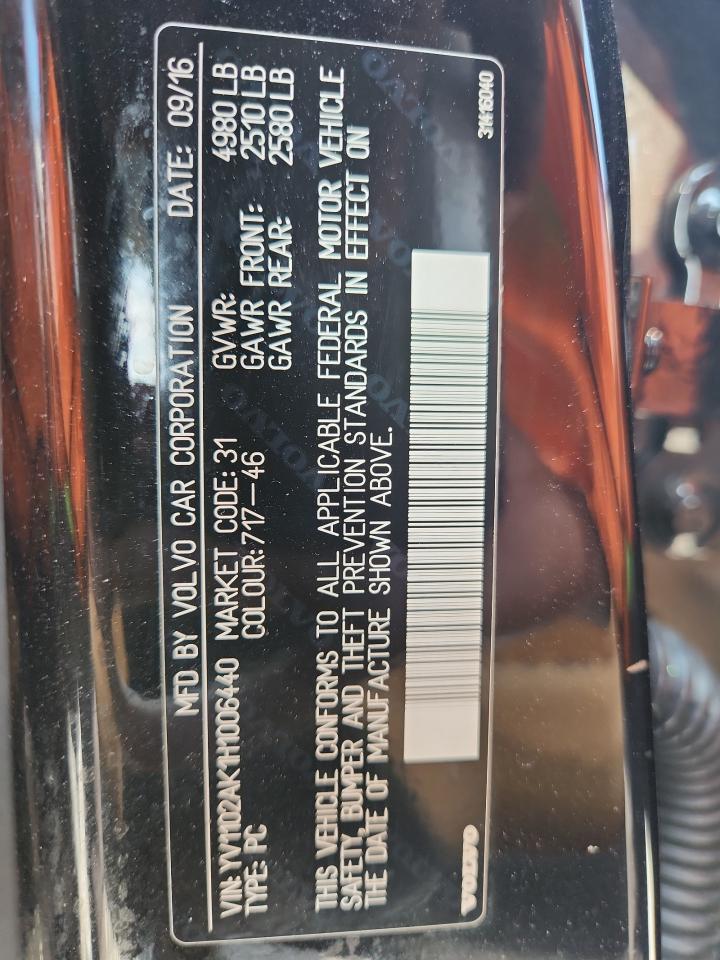 MFD BY VOLVO CAR CORPORATION DATE: 09/16
VIN: YV1102AK1H1006440 MARKET CODE: 31 GVWR: 4980 LB
TYPE: PC COLOUR: 717-46 GAWR FRONT: 2510 LB
GAWR REAR: 2580 LB
THIS VEHICLE CONFORMS TO ALL APPLICABLE FEDERAL MOTOR VEHICLE
SAFETY, BUMPER AND THEFT PREVENTION STANDARDS IN EFFECT ON
THE DATE OF MANUFACTURE SHOWN ABOVE.
VOLVO 31416040